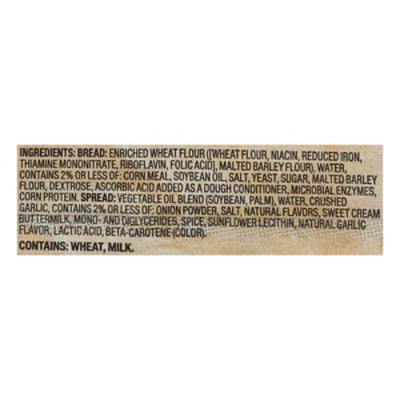 INGREDIENTS: BREAD: ENRICHED WHEAT FLOUR ([WHEAT FLOUR, NIACIN, REDUCED IRON,
THIAMINE MONONITRATE, RIBOFLAVIN, FOLIC ACID], MALTED BARLEY FLOUR), WATER,
CONTAINS 2% OR LESS OF: CORN MEAL, SOYBEAN OIL, SALT, YEAST, SUGAR, MALTED BARLEY
FLOUR, DEXTROSE, ASCORBIC ACID ADDED AS A DOUGH CONDITIONER, MICROBIAL ENZYMES,
CORN PROTEIN. SPREAD: VEGETABLE OIL BLEND (SOYBEAN, PALM), WATER, CRUSHED
GARLIC, CONTAINS 2% OR LESS OF: ONION POWDER, SALT, NATURAL FLAVORS, SWEET CREAM
BUTTERMILK, MONO- AND DIGLYCERIDES, SPICE, SUNFLOWER LECITHIN, NATURAL GARLIC
FLAVOR, LACTIC ACID, BETA-CAROTENE (COLOR).
CONTAINS: WHEAT, MILK.